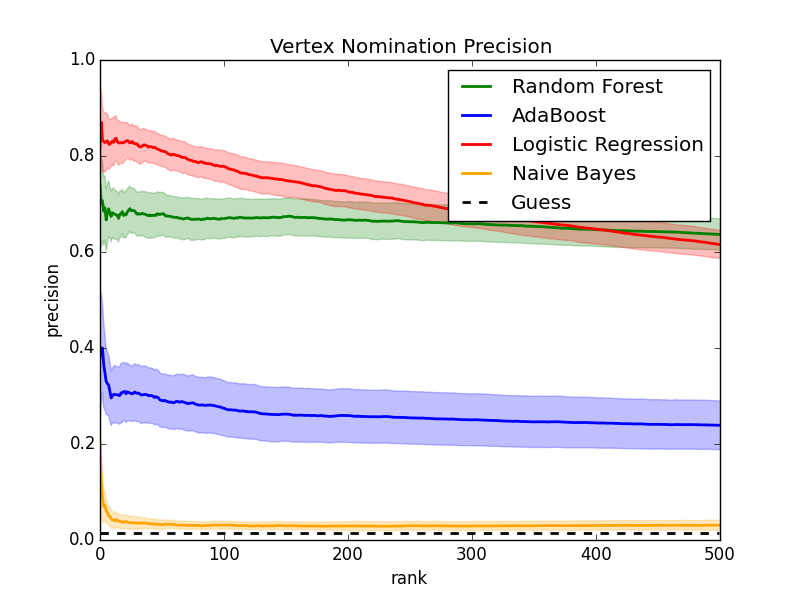 Vertex Nomination Precision
1.0
0.8
0.6
0.4
0.2
0.0
precision
Random Forest
AdaBoost
Logistic Regression
Naive Bayes
Guess
0
100
200
300
400
500
rank